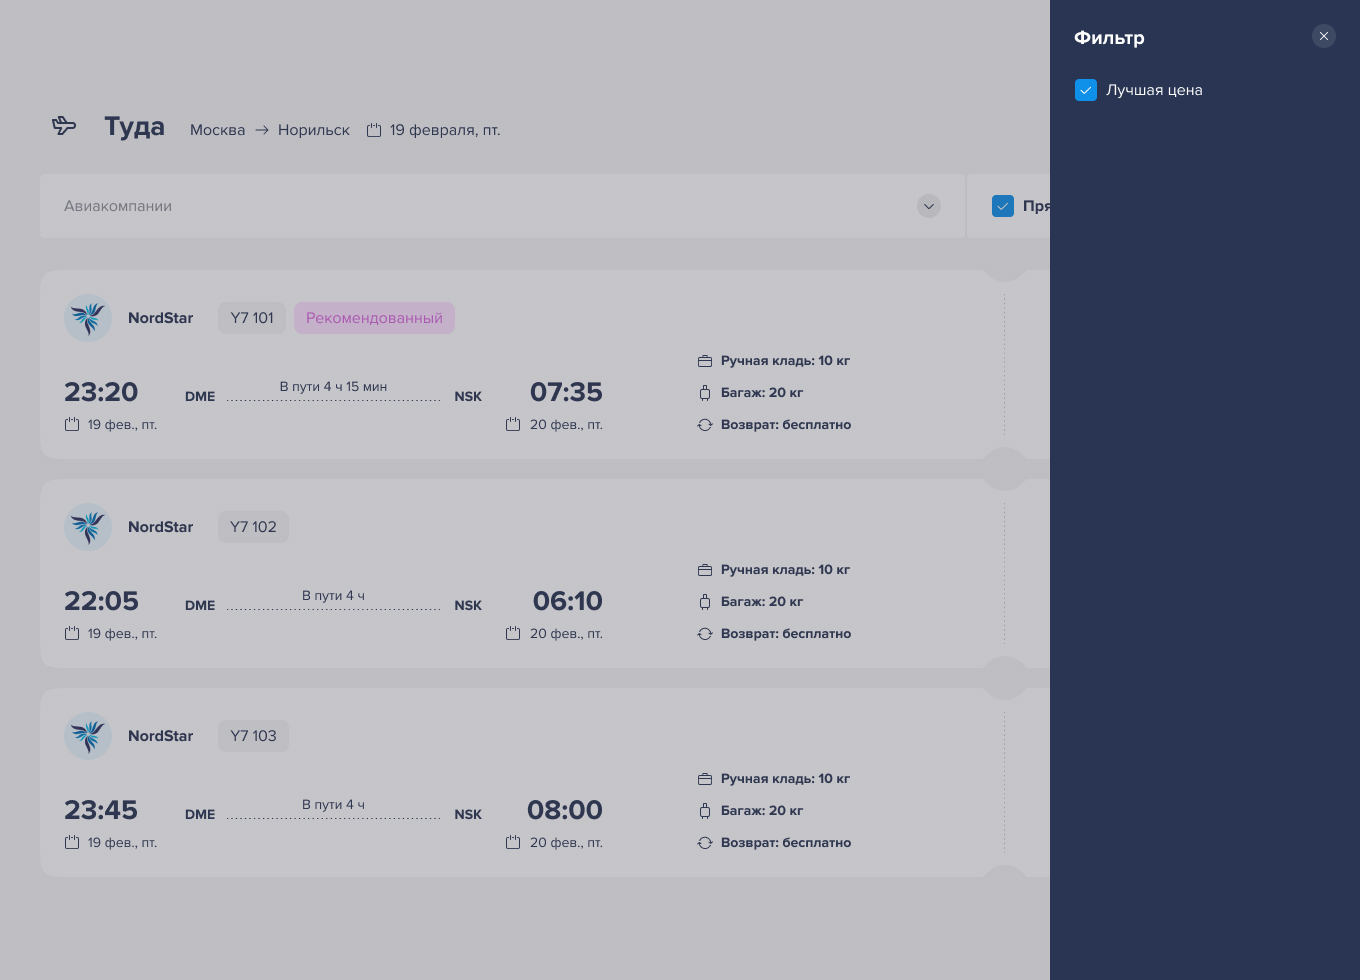 Фильтр
Лучшая цена
Туда Москва Норильск 19 февраля, пт.
Авиакомпании
NordStar Y7 101 Рекомендованный
23:20 DME В пути 4 ч 15 мин NSK 07:35
19 фев., пт. 20 фев., пт.
Ручная кладь: 10 кг
Багаж: 20 кг
Возврат: бесплатно
NordStar Y7 102
22:05 DME В пути 4 ч NSK 06:10
19 фев., пт. 20 фев., пт.
Ручная кладь: 10 кг
Багаж: 20 кг
Возврат: бесплатно
NordStar Y7 103
23:45 DME В пути 4 ч NSK 08:00
19 фев., пт. 20 фев., пт.
Ручная кладь: 10 кг
Багаж: 20 кг
Возврат: бесплатно